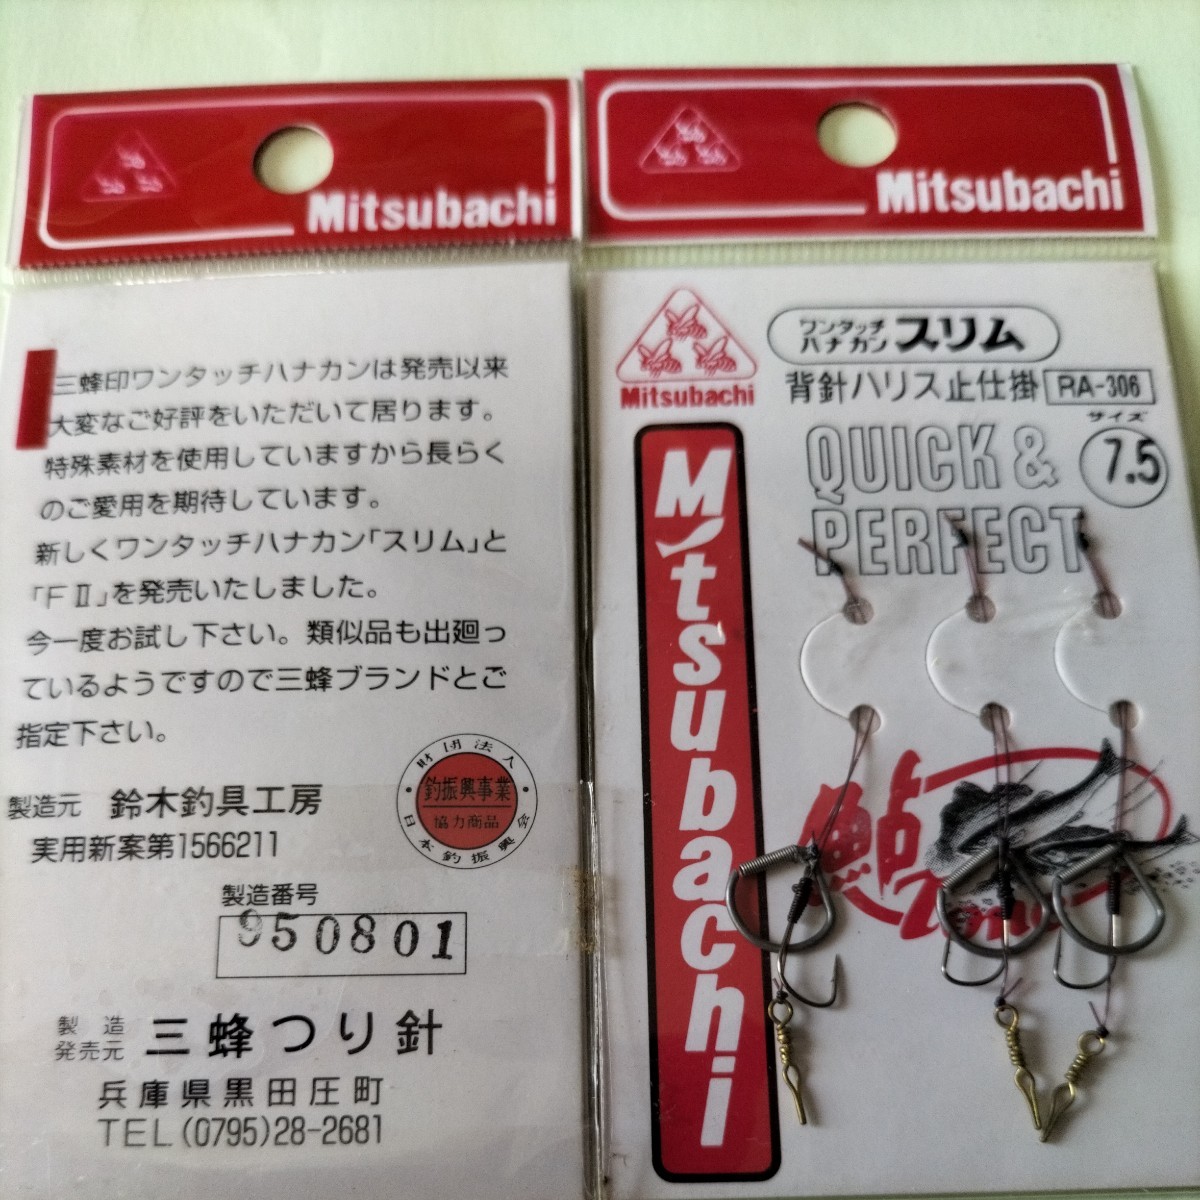 Mitsubachi
三蜂印ワンタッチハナカンは発売以来
大変なご好評をいただいて居ります。
特殊素材を使用していますから長らく
のご愛用を期待しています。
新しくワンタッチハナカン「スリム」と
「FⅡ」を発売いたしました。
今一度お試し下さい。類似品も出廻っ
ているようですので三蜂ブランドとご
指定下さい。
財団法人
釣振興事業
協力商品
日本釣振興会
製造元 鈴木釣具工房
実用新案第1566211
製造番号
950801
製造
発売元 三蜂つり針
兵庫県黒田圧町
TEL(0795)28-2681
Mitsubachi
Mitsubachi
ワンタッチ
ハナカン スリム
背針ハリス止仕掛 RA-306
サイズ
7.5
QUICK &
PERFECT
Mitsubachi
鮎
Zone